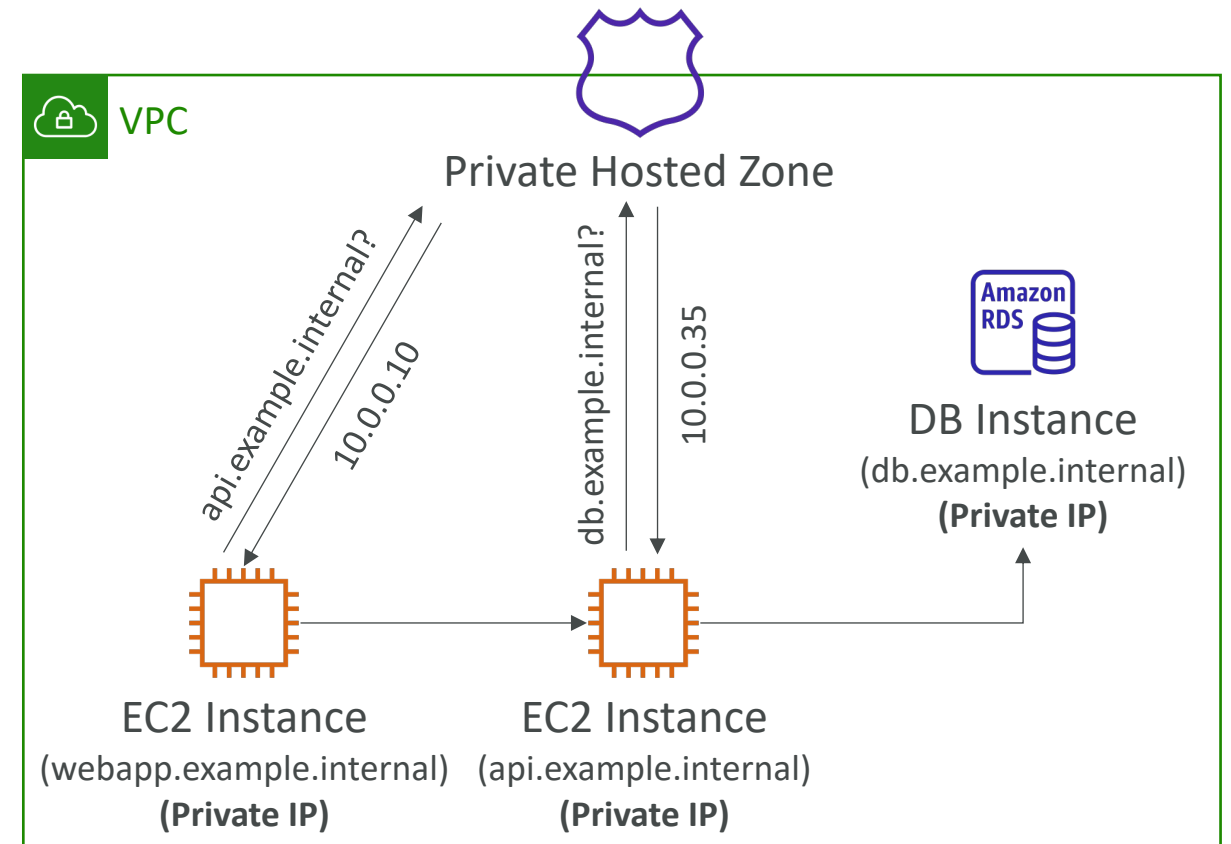 VPC
Private Hosted Zone
api.example.internal?
10.0.0.10
db.example.internal?
10.0.0.35
Amazon
RDS
DB Instance
(db.example.internal)
(Private IP)
EC2 Instance
(webapp.example.internal)
(Private IP)
EC2 Instance
(api.example.internal)
(Private IP)